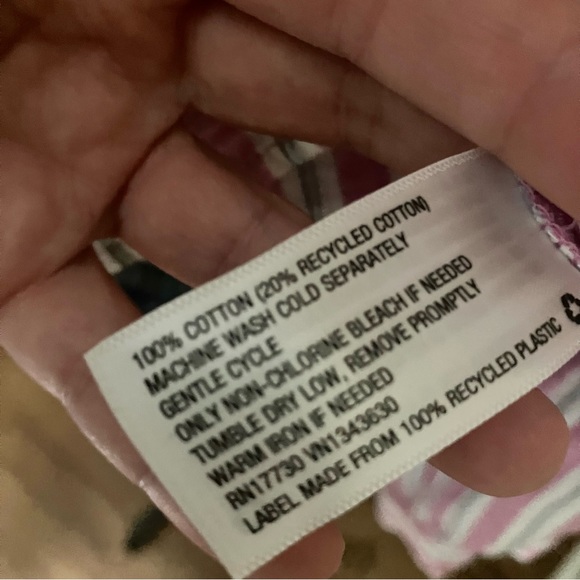 100% COTTON (20% RECYCLED COTTON)
MACHINE WASH COLD SEPARATELY
GENTLE CYCLE
ONLY NON-CHLORINE BLEACH IF NEEDED
TUMBLE DRY LOW, REMOVE PROMPTLY
WARM IRON IF NEEDED
RN17730 VN1343630
LABEL MADE FROM 100% RECYCLED PLASTIC